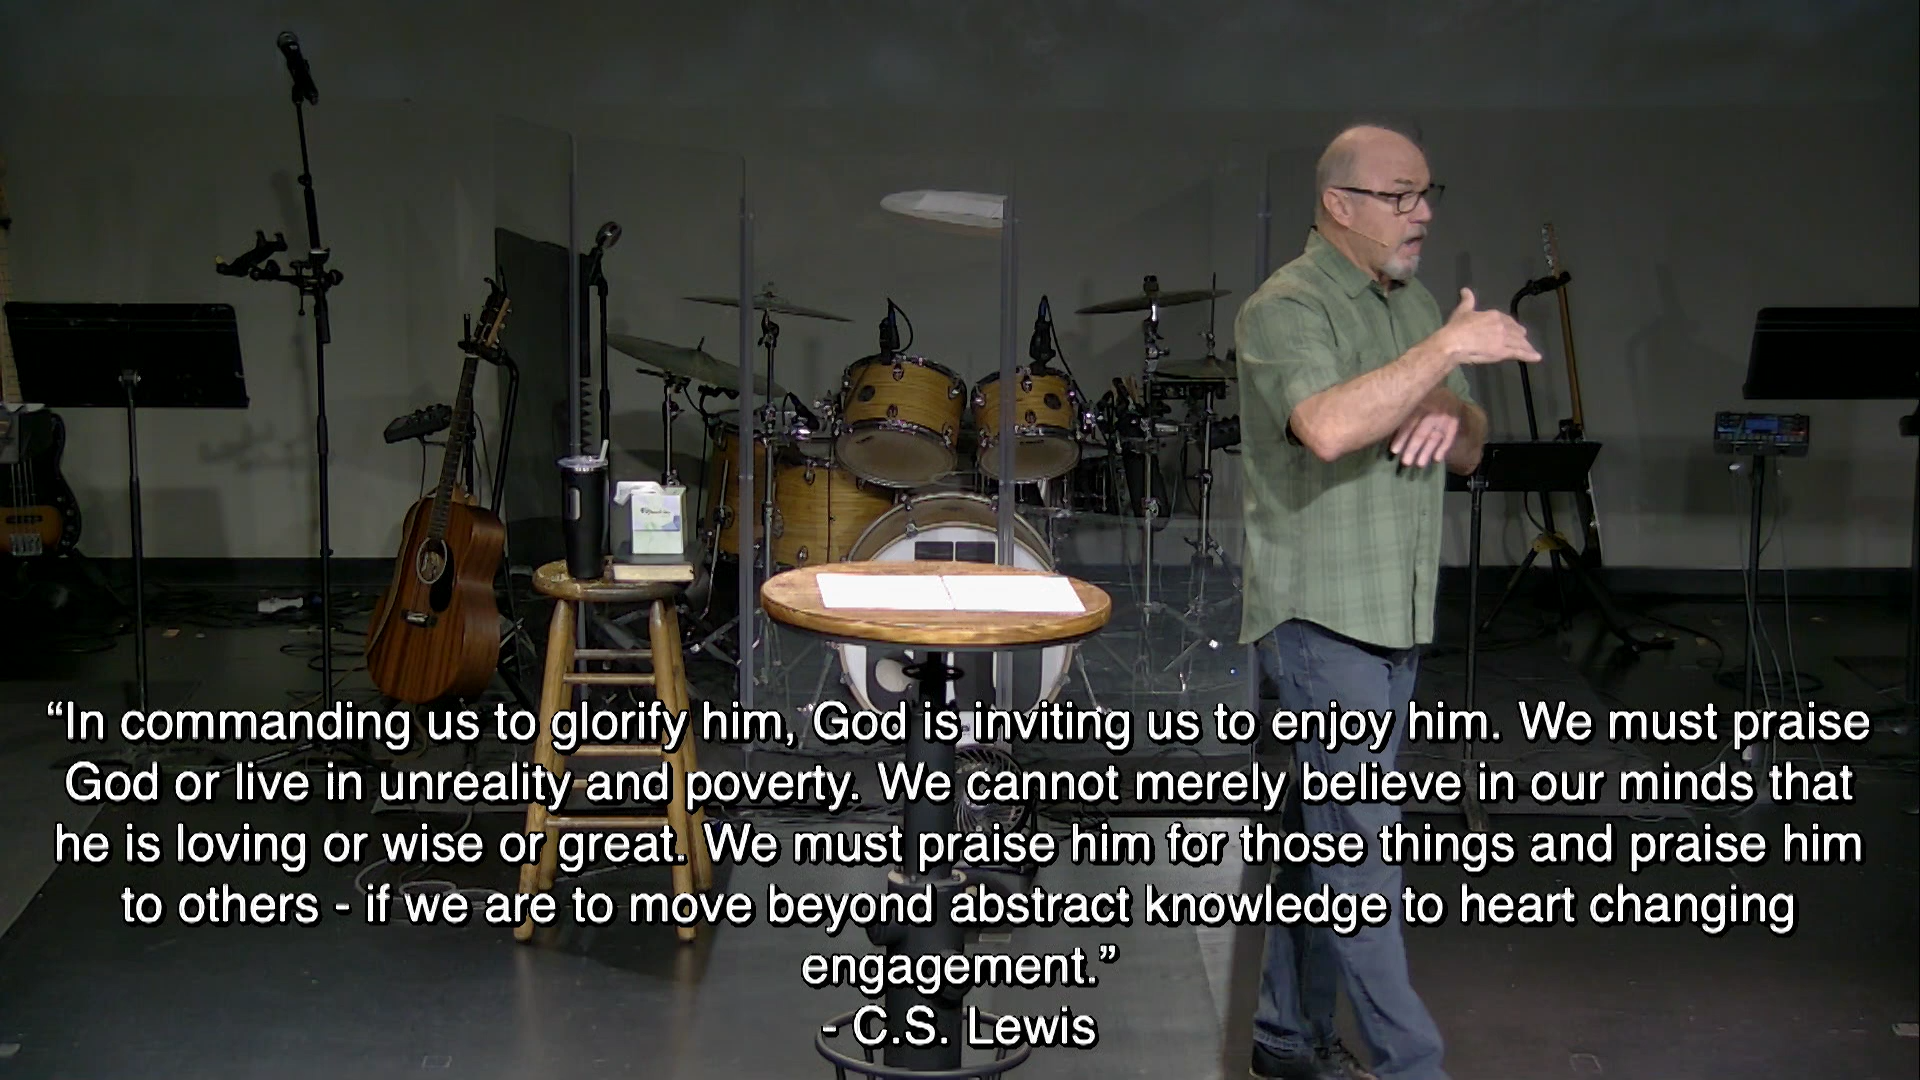 “In commanding us to glorify him, God is inviting us to enjoy him. We must praise
God or live in unreality and poverty. We cannot merely believe in our minds that
he is loving or wise or great. We must praise him for those things and praise him
to others - if we are to move beyond abstract knowledge to heart changing
engagement.”
- C.S. Lewis